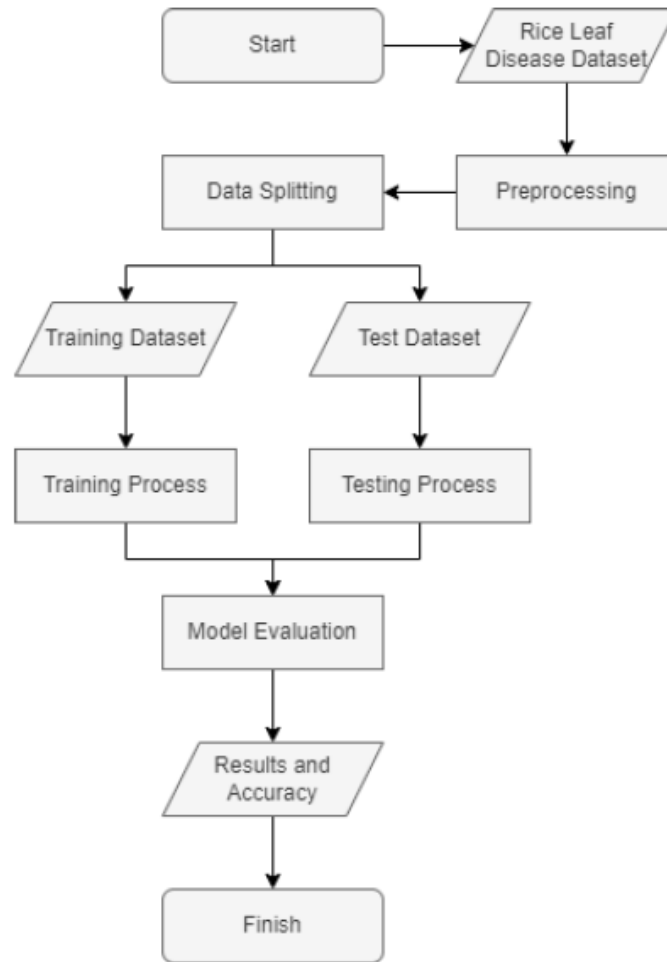 Start
Rice Leaf
Disease Dataset
Data Splitting
Preprocessing
Training Dataset
Test Dataset
Training Process
Testing Process
Model Evaluation
Results and
Accuracy
Finish